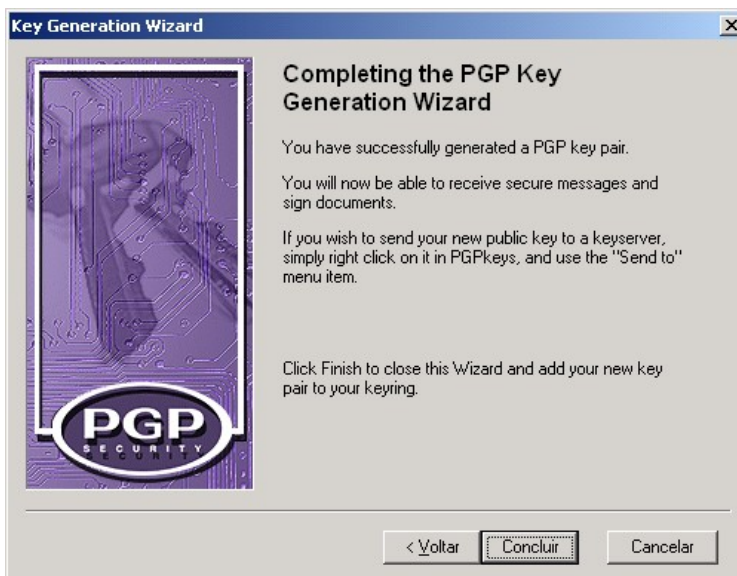 Key Generation Wizard
Completing the PGP Key
Generation Wizard
You have successfully generated a PGP key pair.
You will now be able to receive secure messages and
sign documents.
If you wish to send your new public key to a keyserver,
simply right click on it in PGPkeys, and use the "Send to"
menu item.
Click Finish to close this Wizard and add your new key
pair to your keyring.
PGP
SECURITY
< Voltar
Concluir
Cancelar